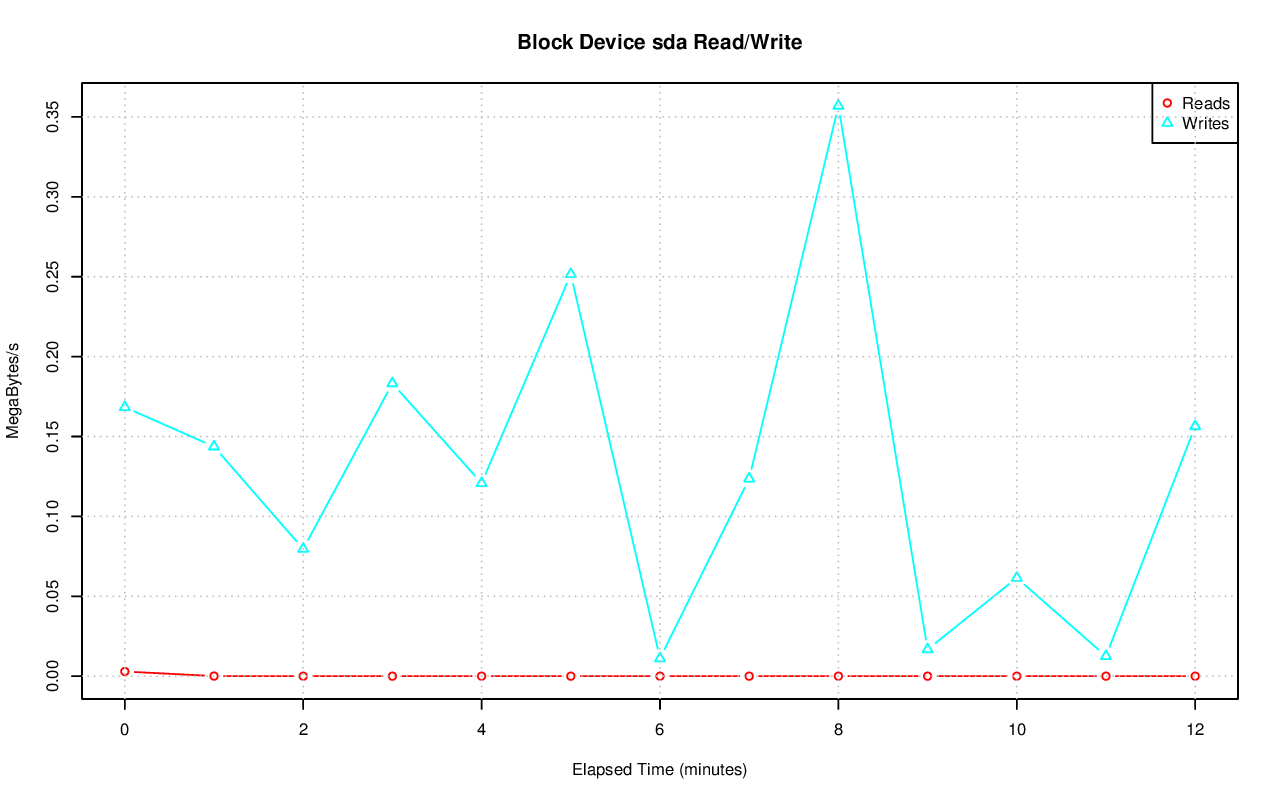 Block Device sda Read/Write
Reads
Writes
MegaBytes/s
0.35
0.30
0.25
0.20
0.15
0.10
0.05
0.00
0 2 4 6 8 10 12
Elapsed Time (minutes)